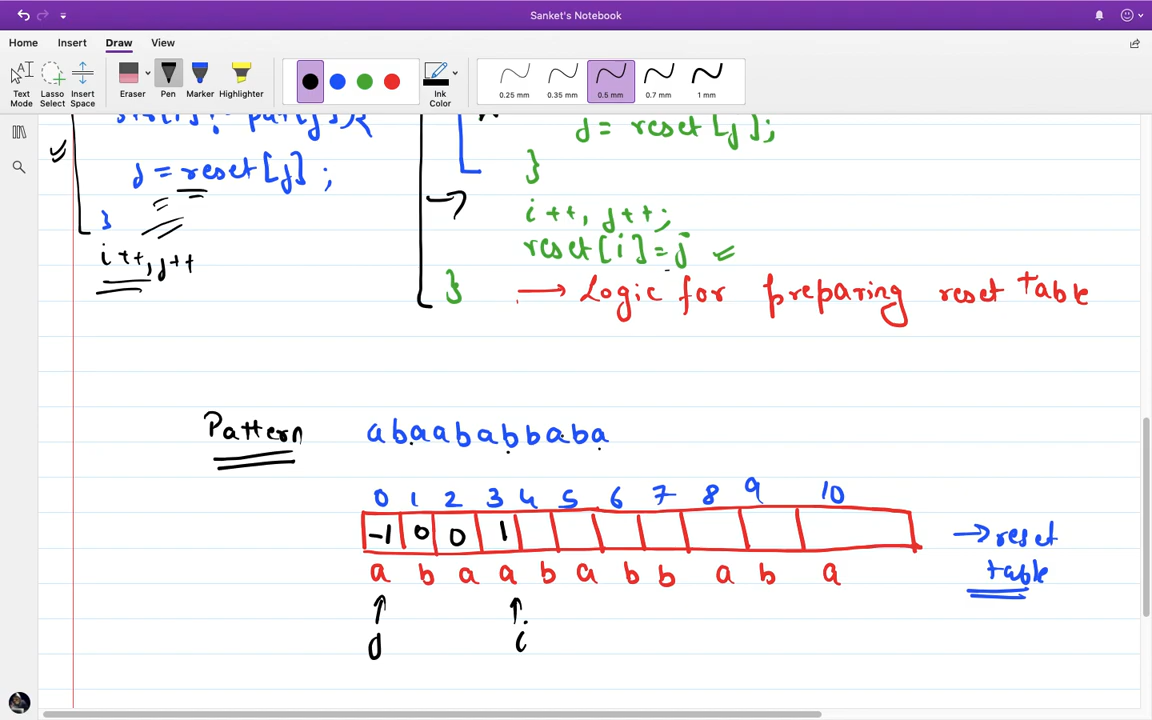 Sanket's Notebook
Home Insert Draw View
Text Mode Lasso Select Insert Space Eraser Pen Marker Highlighter Ink Color 0.25 mm 0.35 mm 0.5 mm 0.7 mm 1 mm
j = reset[j];
}
i++, j++
j = reset[j];
}
i++, j++;
reset[i]=j
}
→ Logic for preparing reset table
Pattern abaababbaba
0 1 2 3 4 5 6 7 8 9 10
-1 0 0 1
→ reset table
a b a a b a b b a b a
j i